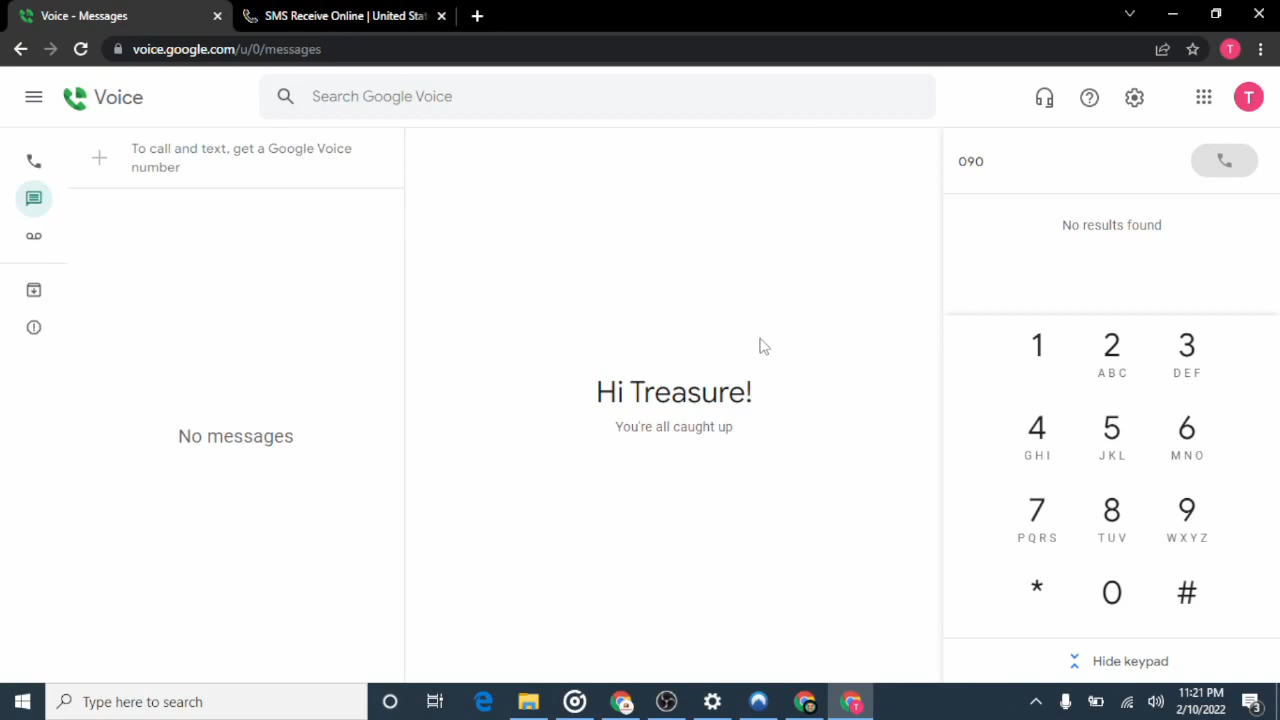 Voice - Messages
SMS Receive Online | United Stat
voice.google.com/u/0/messages
T
Voice
Search Google Voice
T
To call and text, get a Google Voice
number
090
No results found
No messages
Hi Treasure!
You're all caught up
1
2
ABC
3
DEF
4
GHI
5
JKL
6
MNO
7
PQRS
8
TUV
9
WXYZ
*
0
#
Hide keypad
Type here to search
T
11:21 PM
2/10/2022
3